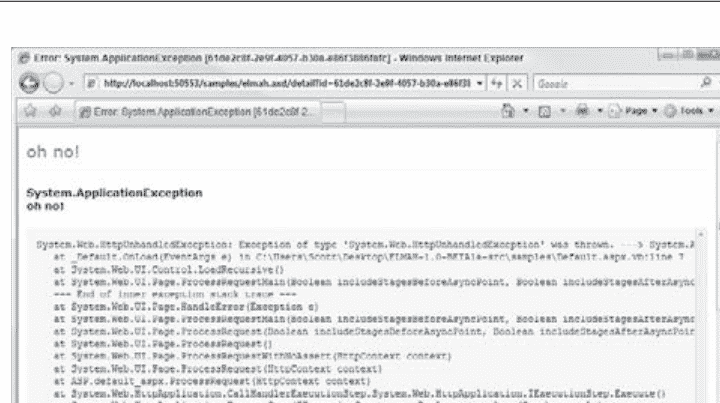 Error: System.ApplicationException [61de2c8f-2e9f-4057-b30a-e86f3886fafc] - Windows Internet Explorer
http://localhost:50553/samples/elmah.axd/detail?id=61de2c8f-2e9f-4057-b30a-e86f38
Google
Error: System.ApplicationException [61de2c8f-2...
Page
Tools
oh no!
System.ApplicationException
oh no!
System.Web.HttpUnhandledException: Exception of type 'System.Web.HttpUnhandledException' was thrown. ---> System.A
at _Default.OnLoad(EventArgs e) in C:\Users\Scott\Desktop\ELMAH-1.0-BETA1a-src\samples\Default.aspx.vb:line 7
at System.Web.UI.Control.LoadRecursive()
at System.Web.UI.Page.ProcessRequestMain(Boolean includeStagesBeforeAsyncPoint, Boolean includeStagesAfterAsyncPoin
--- End of inner exception stack trace ---
at System.Web.UI.Page.HandleError(Exception e)
at System.Web.UI.Page.ProcessRequestMain(Boolean includeStagesBeforeAsyncPoint, Boolean includeStagesAfterAsyncPoin
at System.Web.UI.Page.ProcessRequest(Boolean includeStagesBeforeAsyncPoint, Boolean includeStagesAfterAsyncPoin
at System.Web.UI.Page.ProcessRequest()
at System.Web.UI.Page.ProcessRequestWithNoAssert(HttpContext context)
at System.Web.UI.Page.ProcessRequest(HttpContext context)
at ASP.default_aspx.ProcessRequest(HttpContext context)
at System.Web.HttpApplication.CallHandlerExecutionStep.System.Web.HttpApplication.IExecutionStep.Execute()